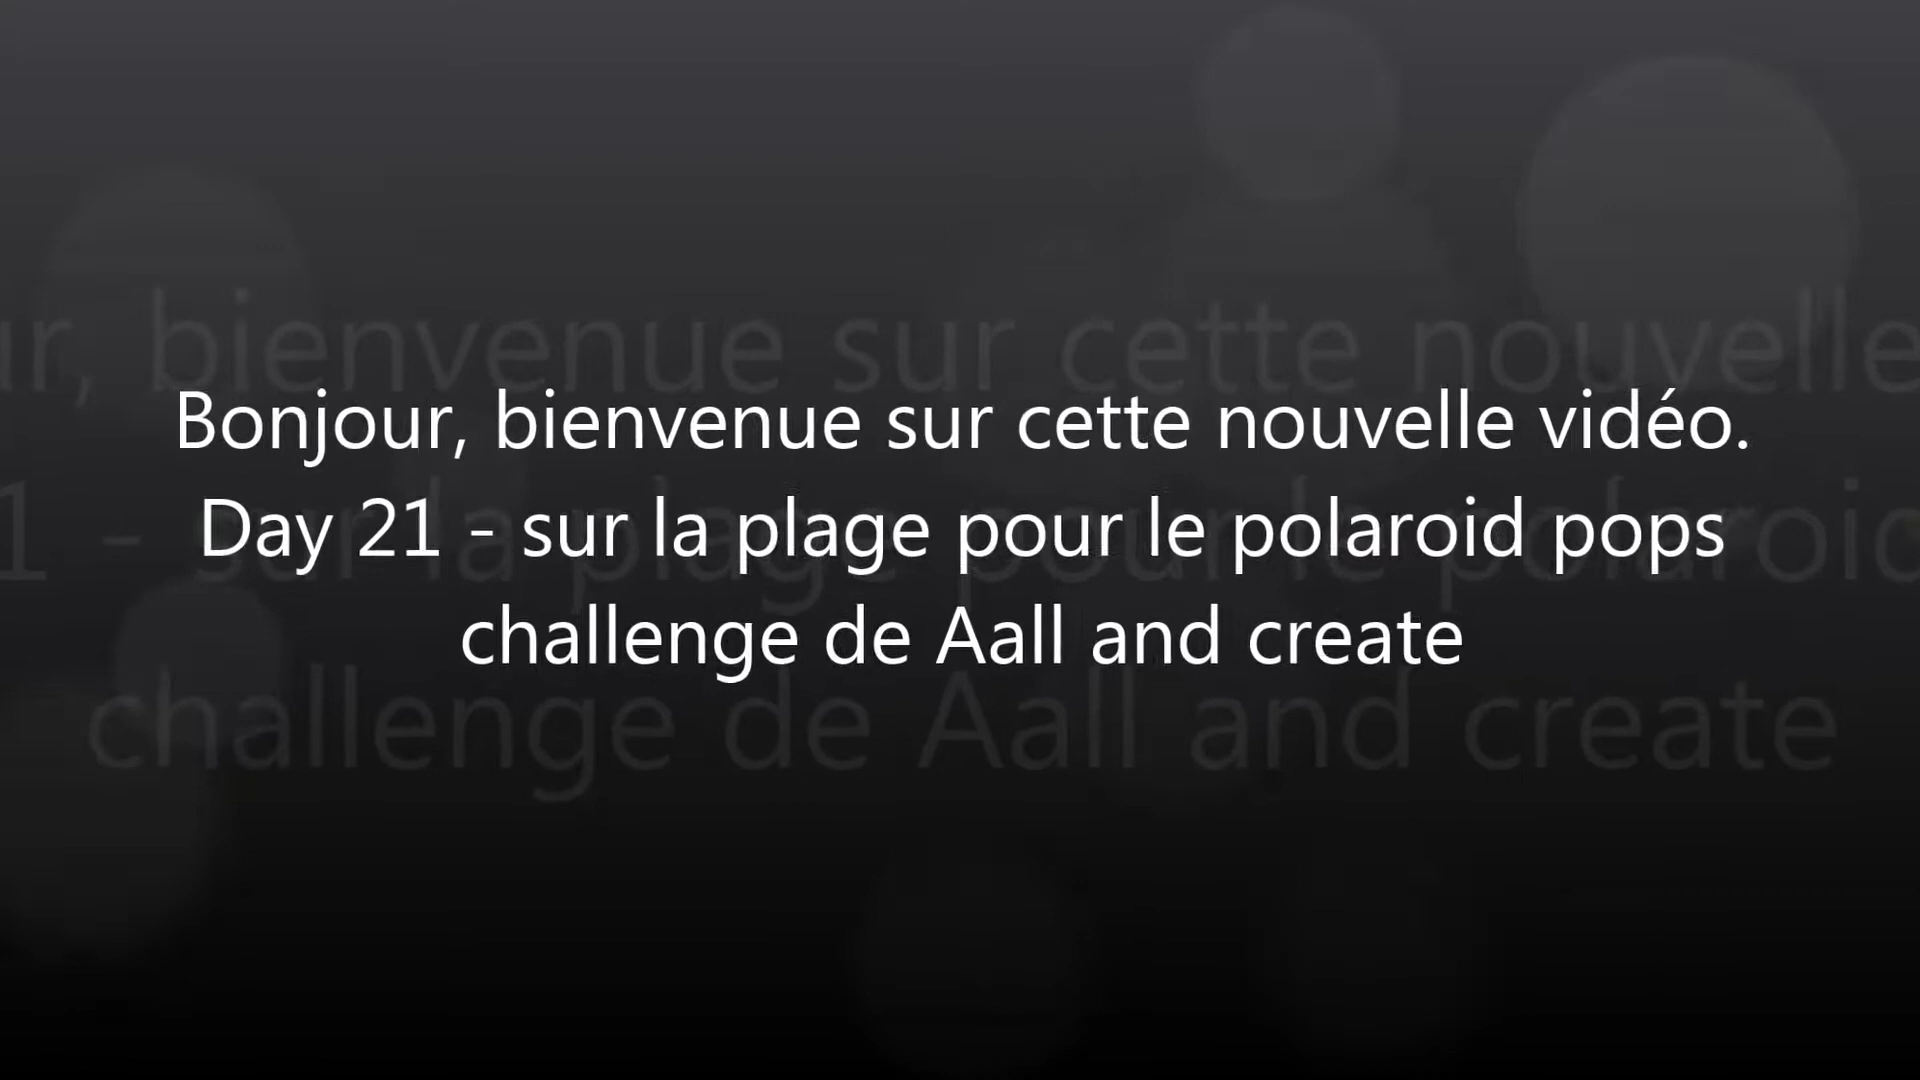 Bonjour, bienvenue sur cette nouvelle vidéo.
Day 21 - sur la plage pour le polaroid pops
challenge de Aall and create